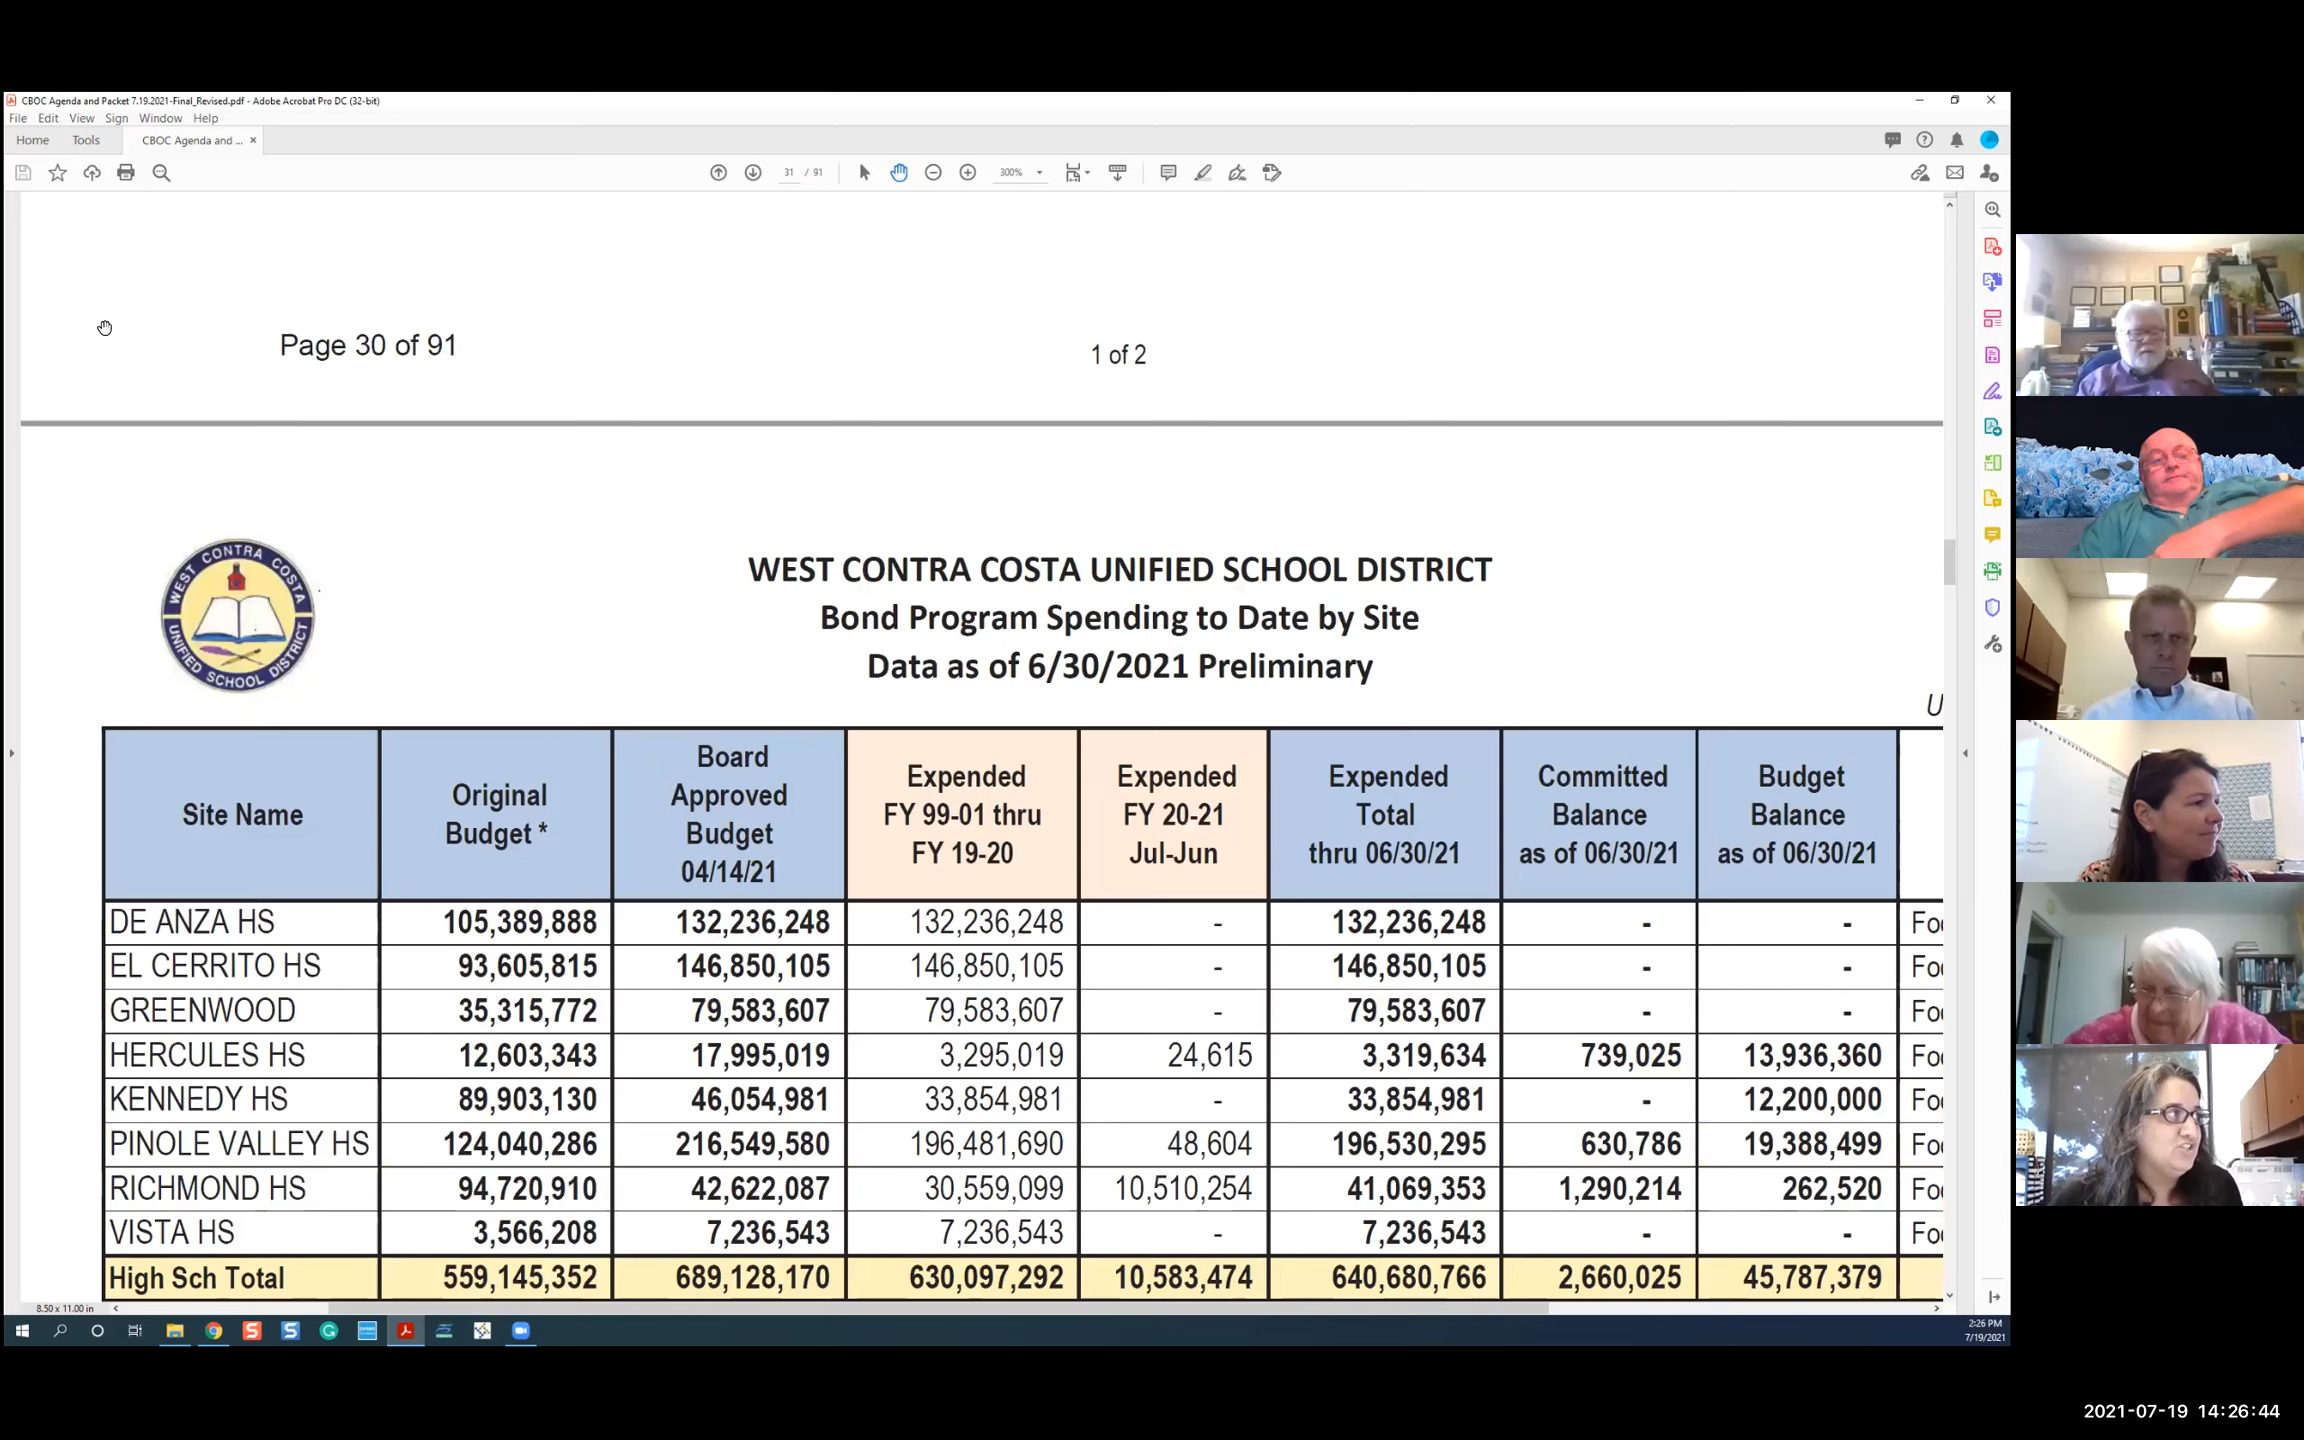 CBOC Agenda and Packet 7.19.2021-Final_Revised.pdf - Adobe Acrobat Pro DC (32-bit)
File Edit View Sign Window Help
Home Tools CBOC Agenda and ... ×
31 / 91 300%
Page 30 of 91 1 of 2
WEST CONTRA COSTA
UNIFIED SCHOOL DISTRICT
WEST CONTRA COSTA UNIFIED SCHOOL DISTRICT
Bond Program Spending to Date by Site
Data as of 6/30/2021 Preliminary
U
Site Name Original Budget * Board Approved Budget 04/14/21 Expended FY 99-01 thru FY 19-20 Expended FY 20-21 Jul-Jun Expended Total thru 06/30/21 Committed Balance as of 06/30/21 Budget Balance as of 06/30/21
DE ANZA HS 105,389,888 132,236,248 132,236,248 - 132,236,248 - -
EL CERRITO HS 93,605,815 146,850,105 146,850,105 - 146,850,105 - -
GREENWOOD 35,315,772 79,583,607 79,583,607 - 79,583,607 - -
HERCULES HS 12,603,343 17,995,019 3,295,019 24,615 3,319,634 739,025 13,936,360
KENNEDY HS 89,903,130 46,054,981 33,854,981 - 33,854,981 - 12,200,000
PINOLE VALLEY HS 124,040,286 216,549,580 196,481,690 48,604 196,530,295 630,786 19,388,499
RICHMOND HS 94,720,910 42,622,087 30,559,099 10,510,254 41,069,353 1,290,214 262,520
VISTA HS 3,566,208 7,236,543 7,236,543 - 7,236,543 - -
High Sch Total 559,145,352 689,128,170 630,097,292 10,583,474 640,680,766 2,660,025 45,787,379
8.50 x 11.00 in
2:26 PM
7/19/2021
2021-07-19 14:26:44